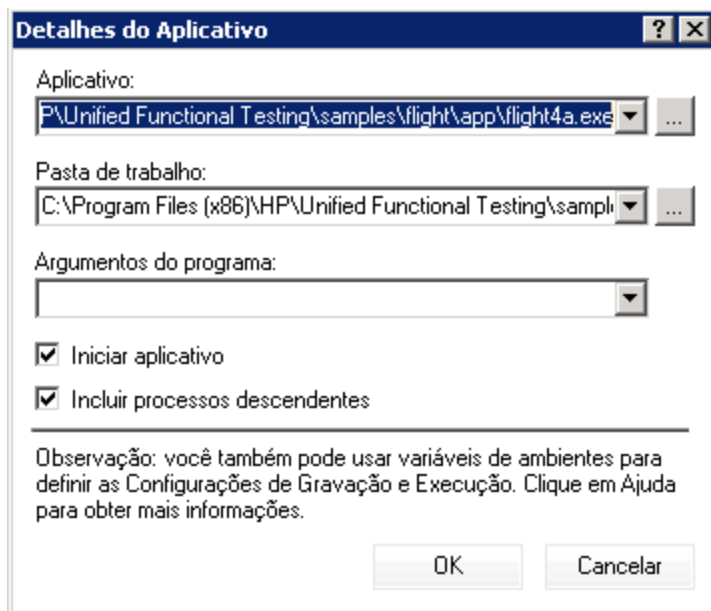 Detalhes do Aplicativo
Aplicativo:
P\Unified Functional Testing\samples\flight\app\flight4a.exe
...
Pasta de trabalho:
C:\Program Files (x86)\HP\Unified Functional Testing\sampl
...
Argumentos do programa:
Iniciar aplicativo
Incluir processos descendentes
Observação: você também pode usar variáveis de ambientes para
definir as Configurações de Gravação e Execução. Clique em Ajuda
para obter mais informações.
OK Cancelar